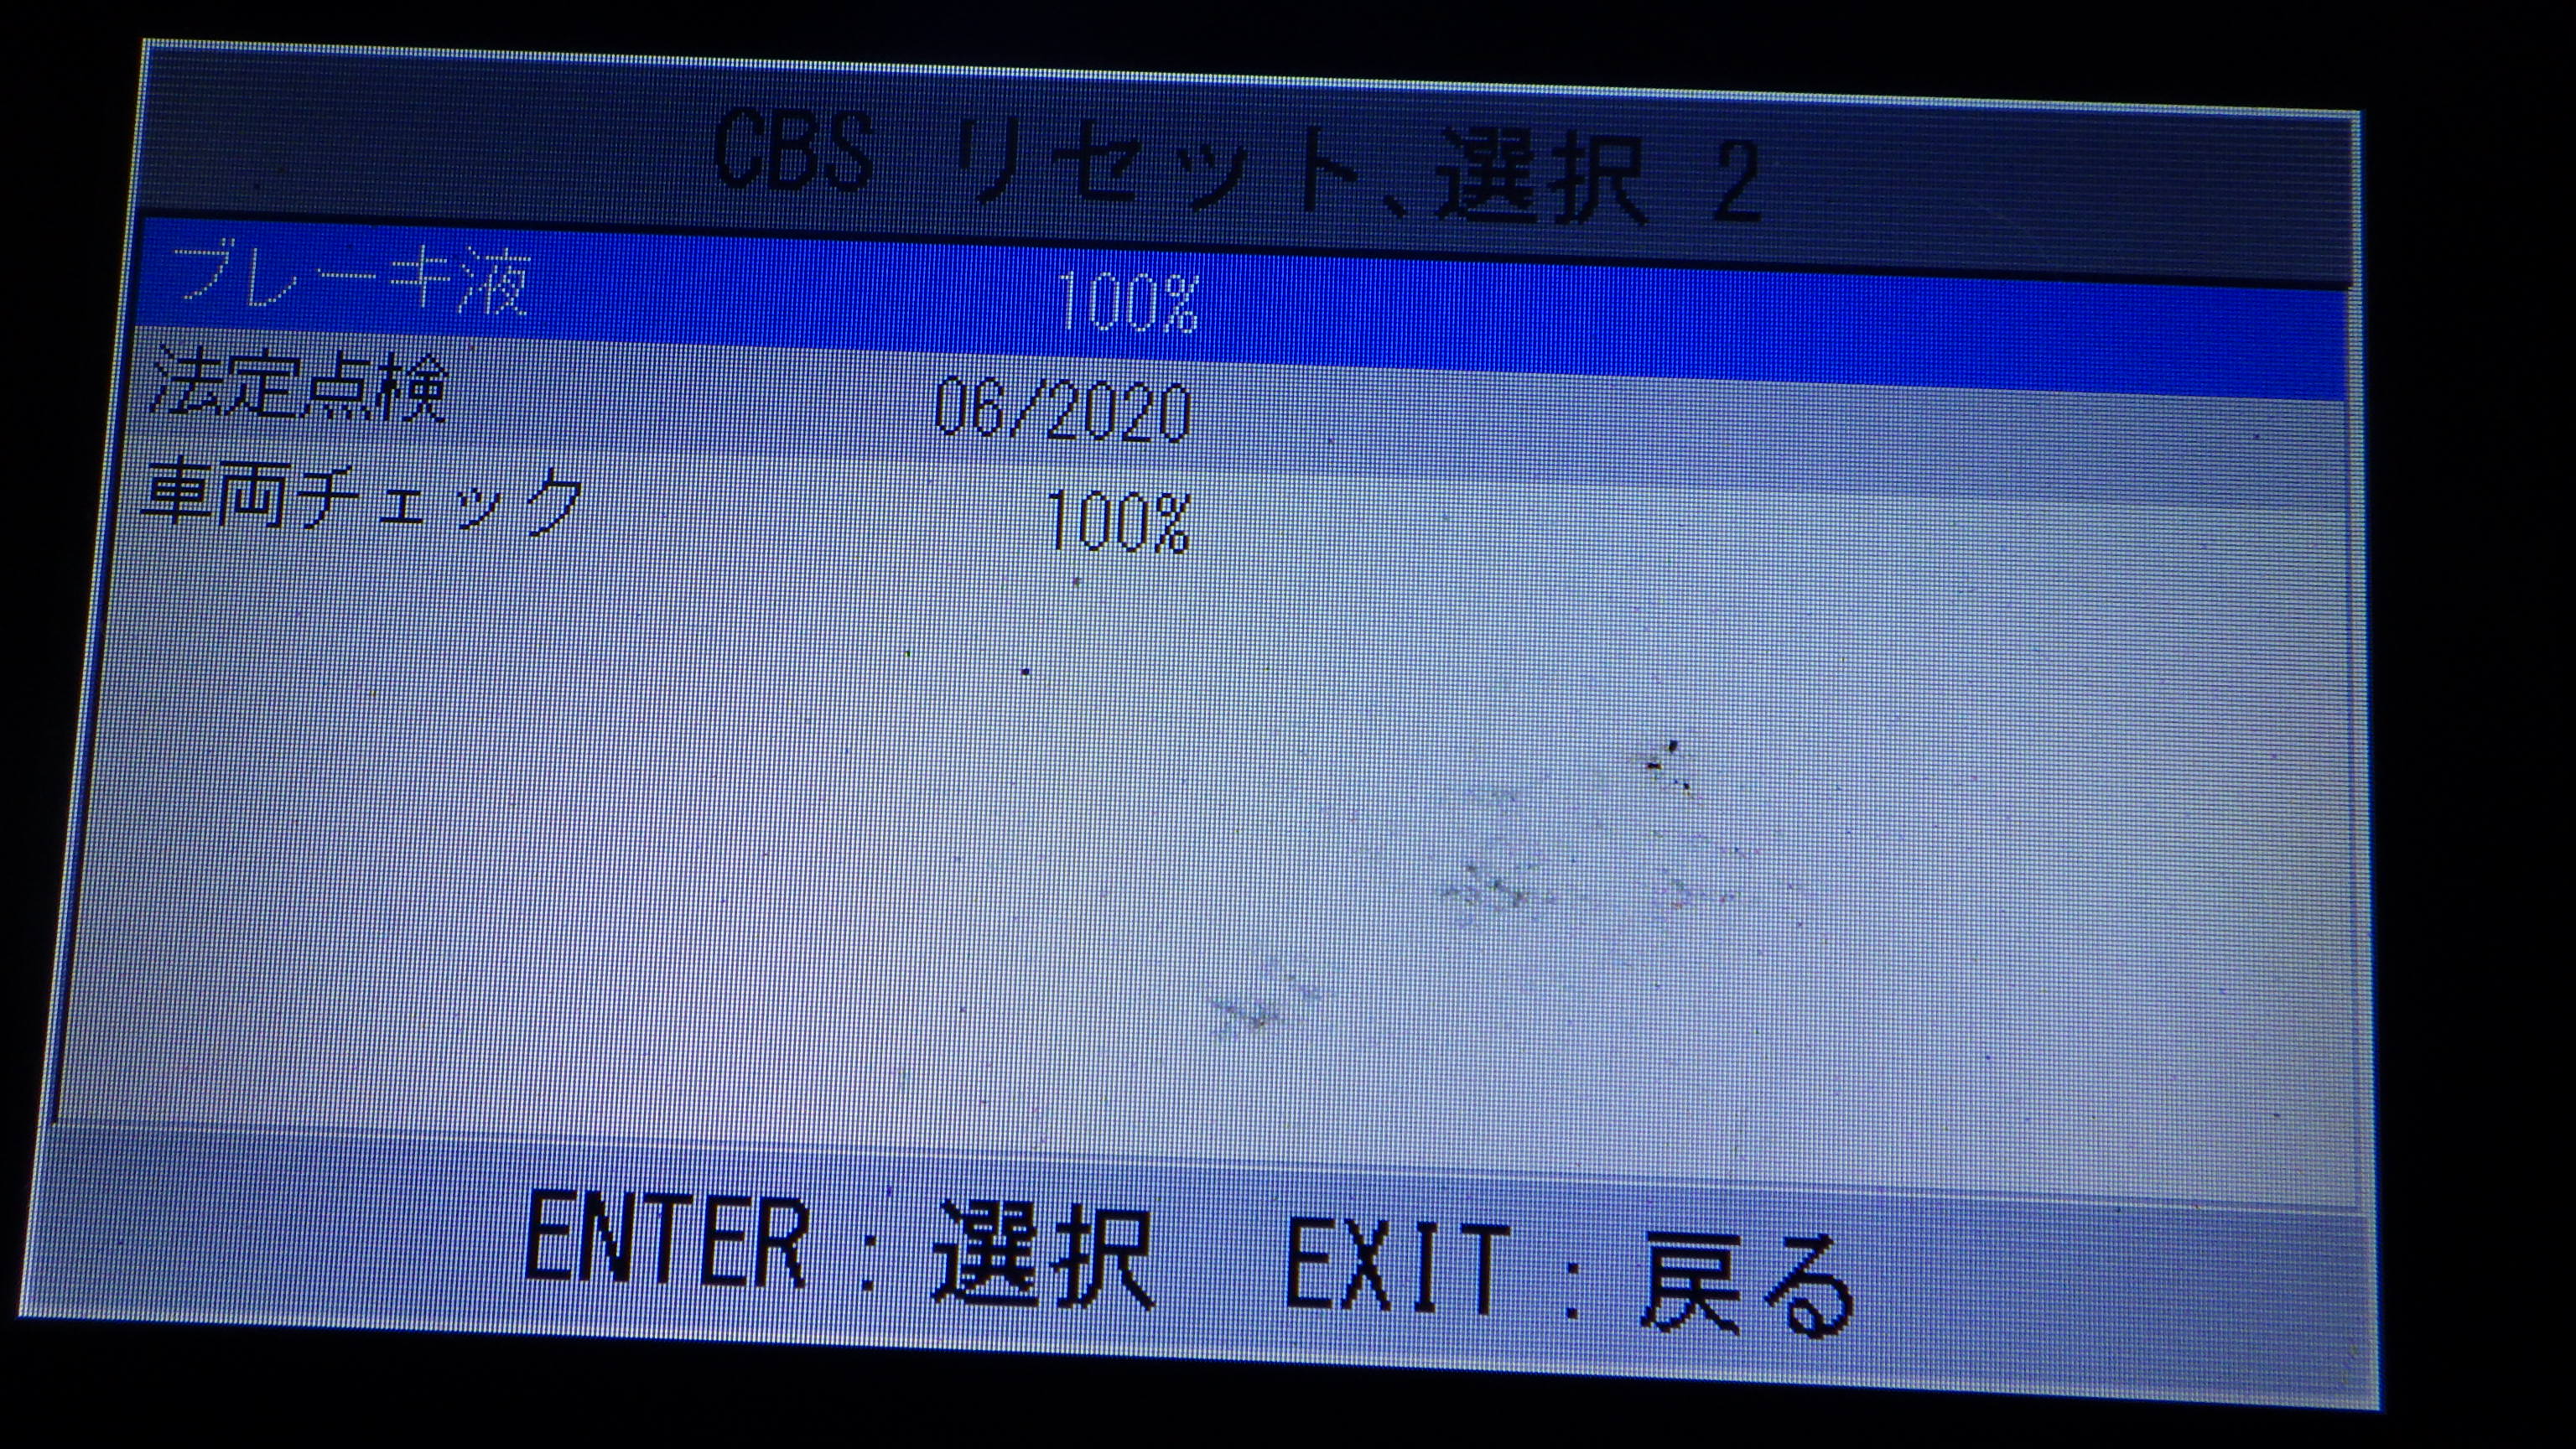 CBS リセット、選択 2
ブレーキ液 100%
法定点検 06/2020
車両チェック 100%
ENTER : 選択 EXIT : 戻る